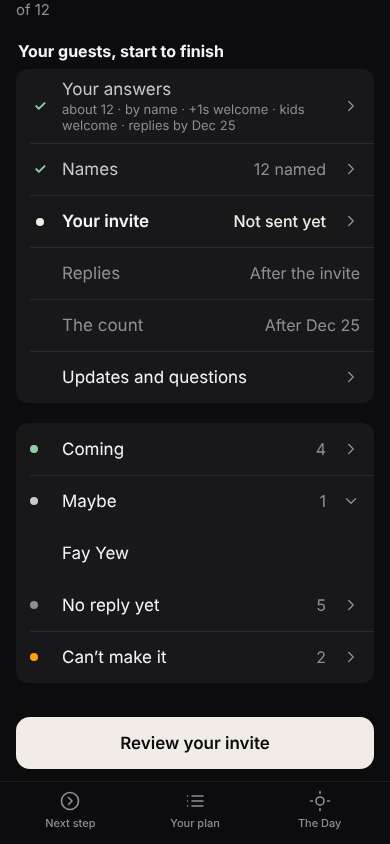 of 12
Your guests, start to finish
Your answers
about 12 · by name · +1s welcome · kids
welcome · replies by Dec 25
Names 12 named
Your invite Not sent yet
Replies After the invite
The count After Dec 25
Updates and questions
Coming 4
Maybe 1
Fay Yew
No reply yet 5
Can’t make it 2
Review your invite
Next step Your plan The Day